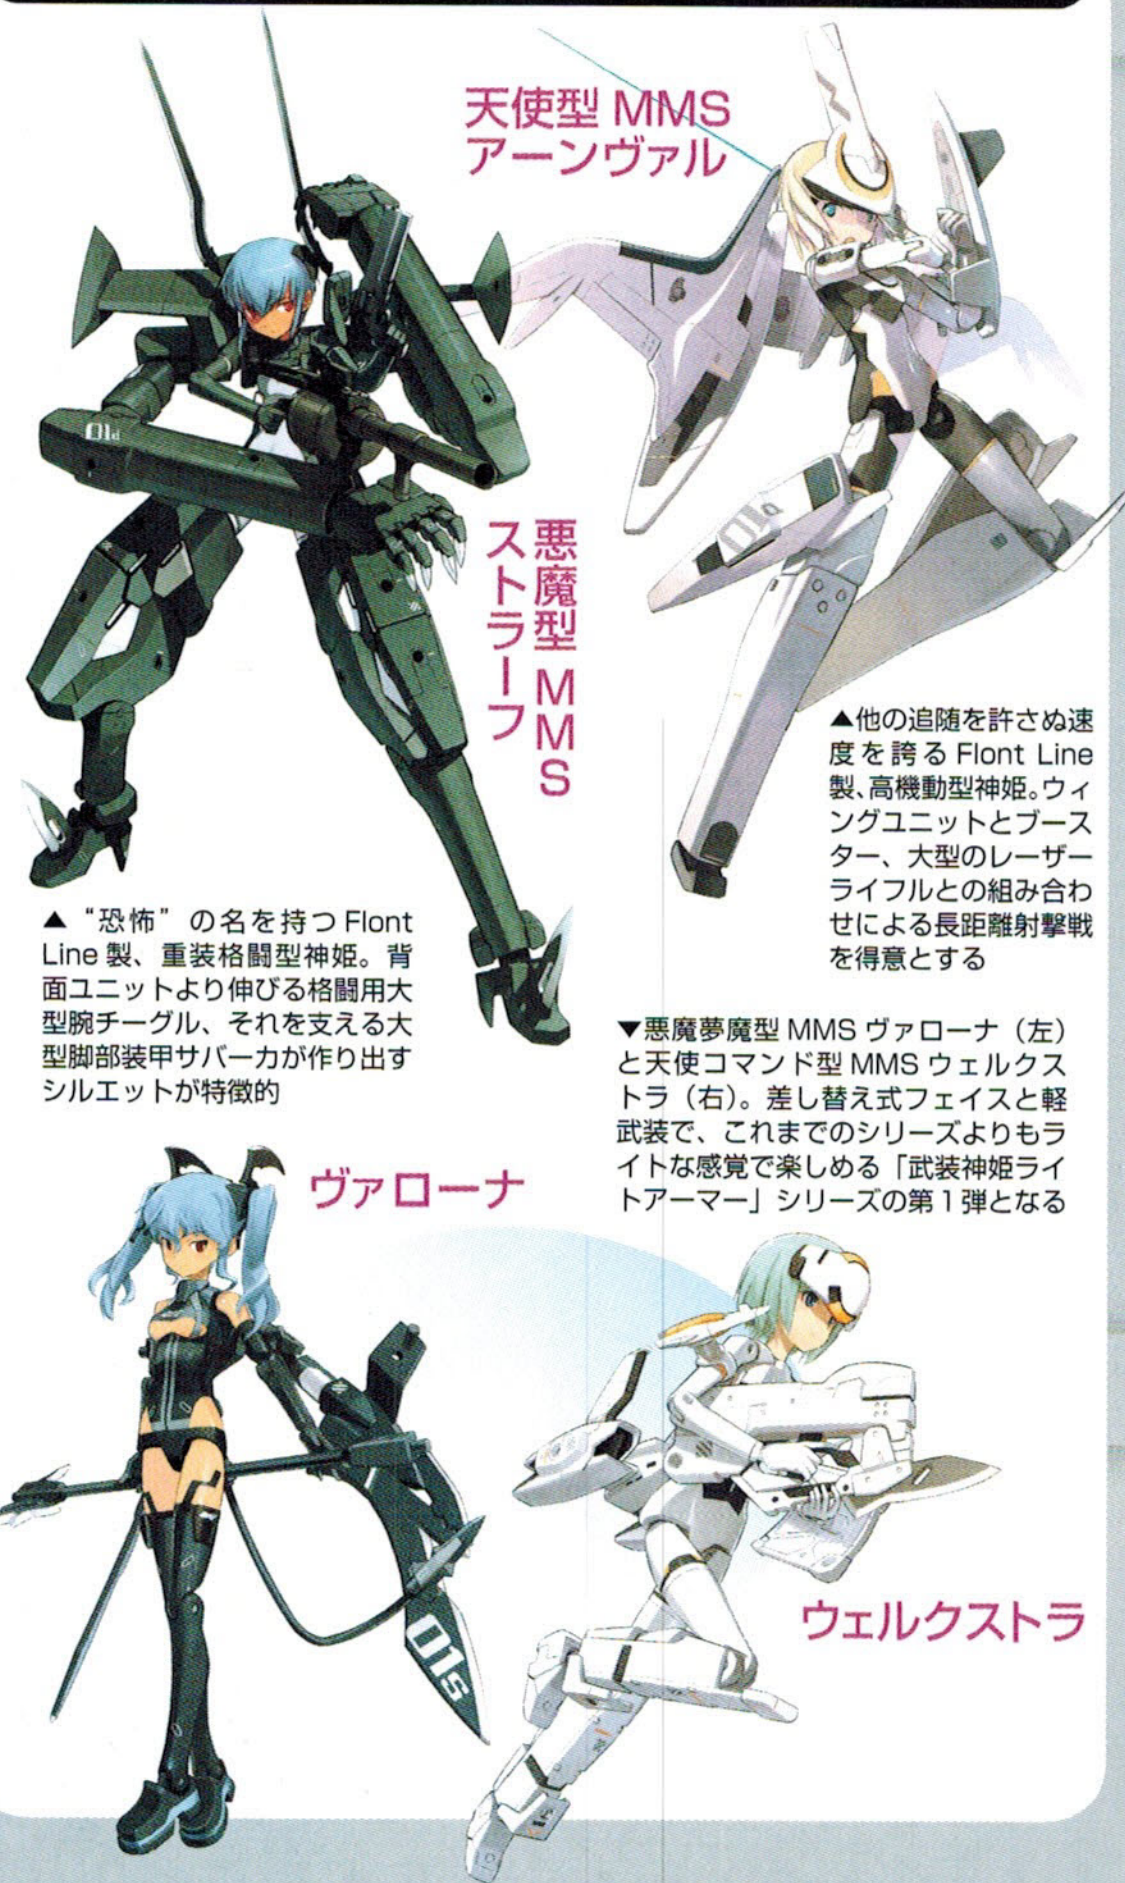 天使型 MMS
アーンヴァル
悪魔型 MMS
ストラーフ
01d
01a
▲他の追随を許さぬ速
度を誇る Flont Line
製、高機動型神姫。ウィ
ングユニットとブース
ター、大型のレーザー
ライフルとの組み合わ
せによる長距離射撃戦
を得意とする
▲“恐怖”の名を持つ Flont
Line 製、重装格闘型神姫。背
面ユニットより伸びる格闘用大
型腕チーグル、それを支える大
型脚部装甲サバーカが作り出す
シルエットが特徴的
▼悪魔夢魔型 MMS ヴァローナ（左）
と天使コマンド型 MMS ウェルクス
トラ（右）。差し替え式フェイスと軽
武装で、これまでのシリーズよりもラ
イトな感覚で楽しめる「武装神姫ライ
トアーマー」シリーズの第１弾となる
ヴァローナ
01s
ウェルクストラ